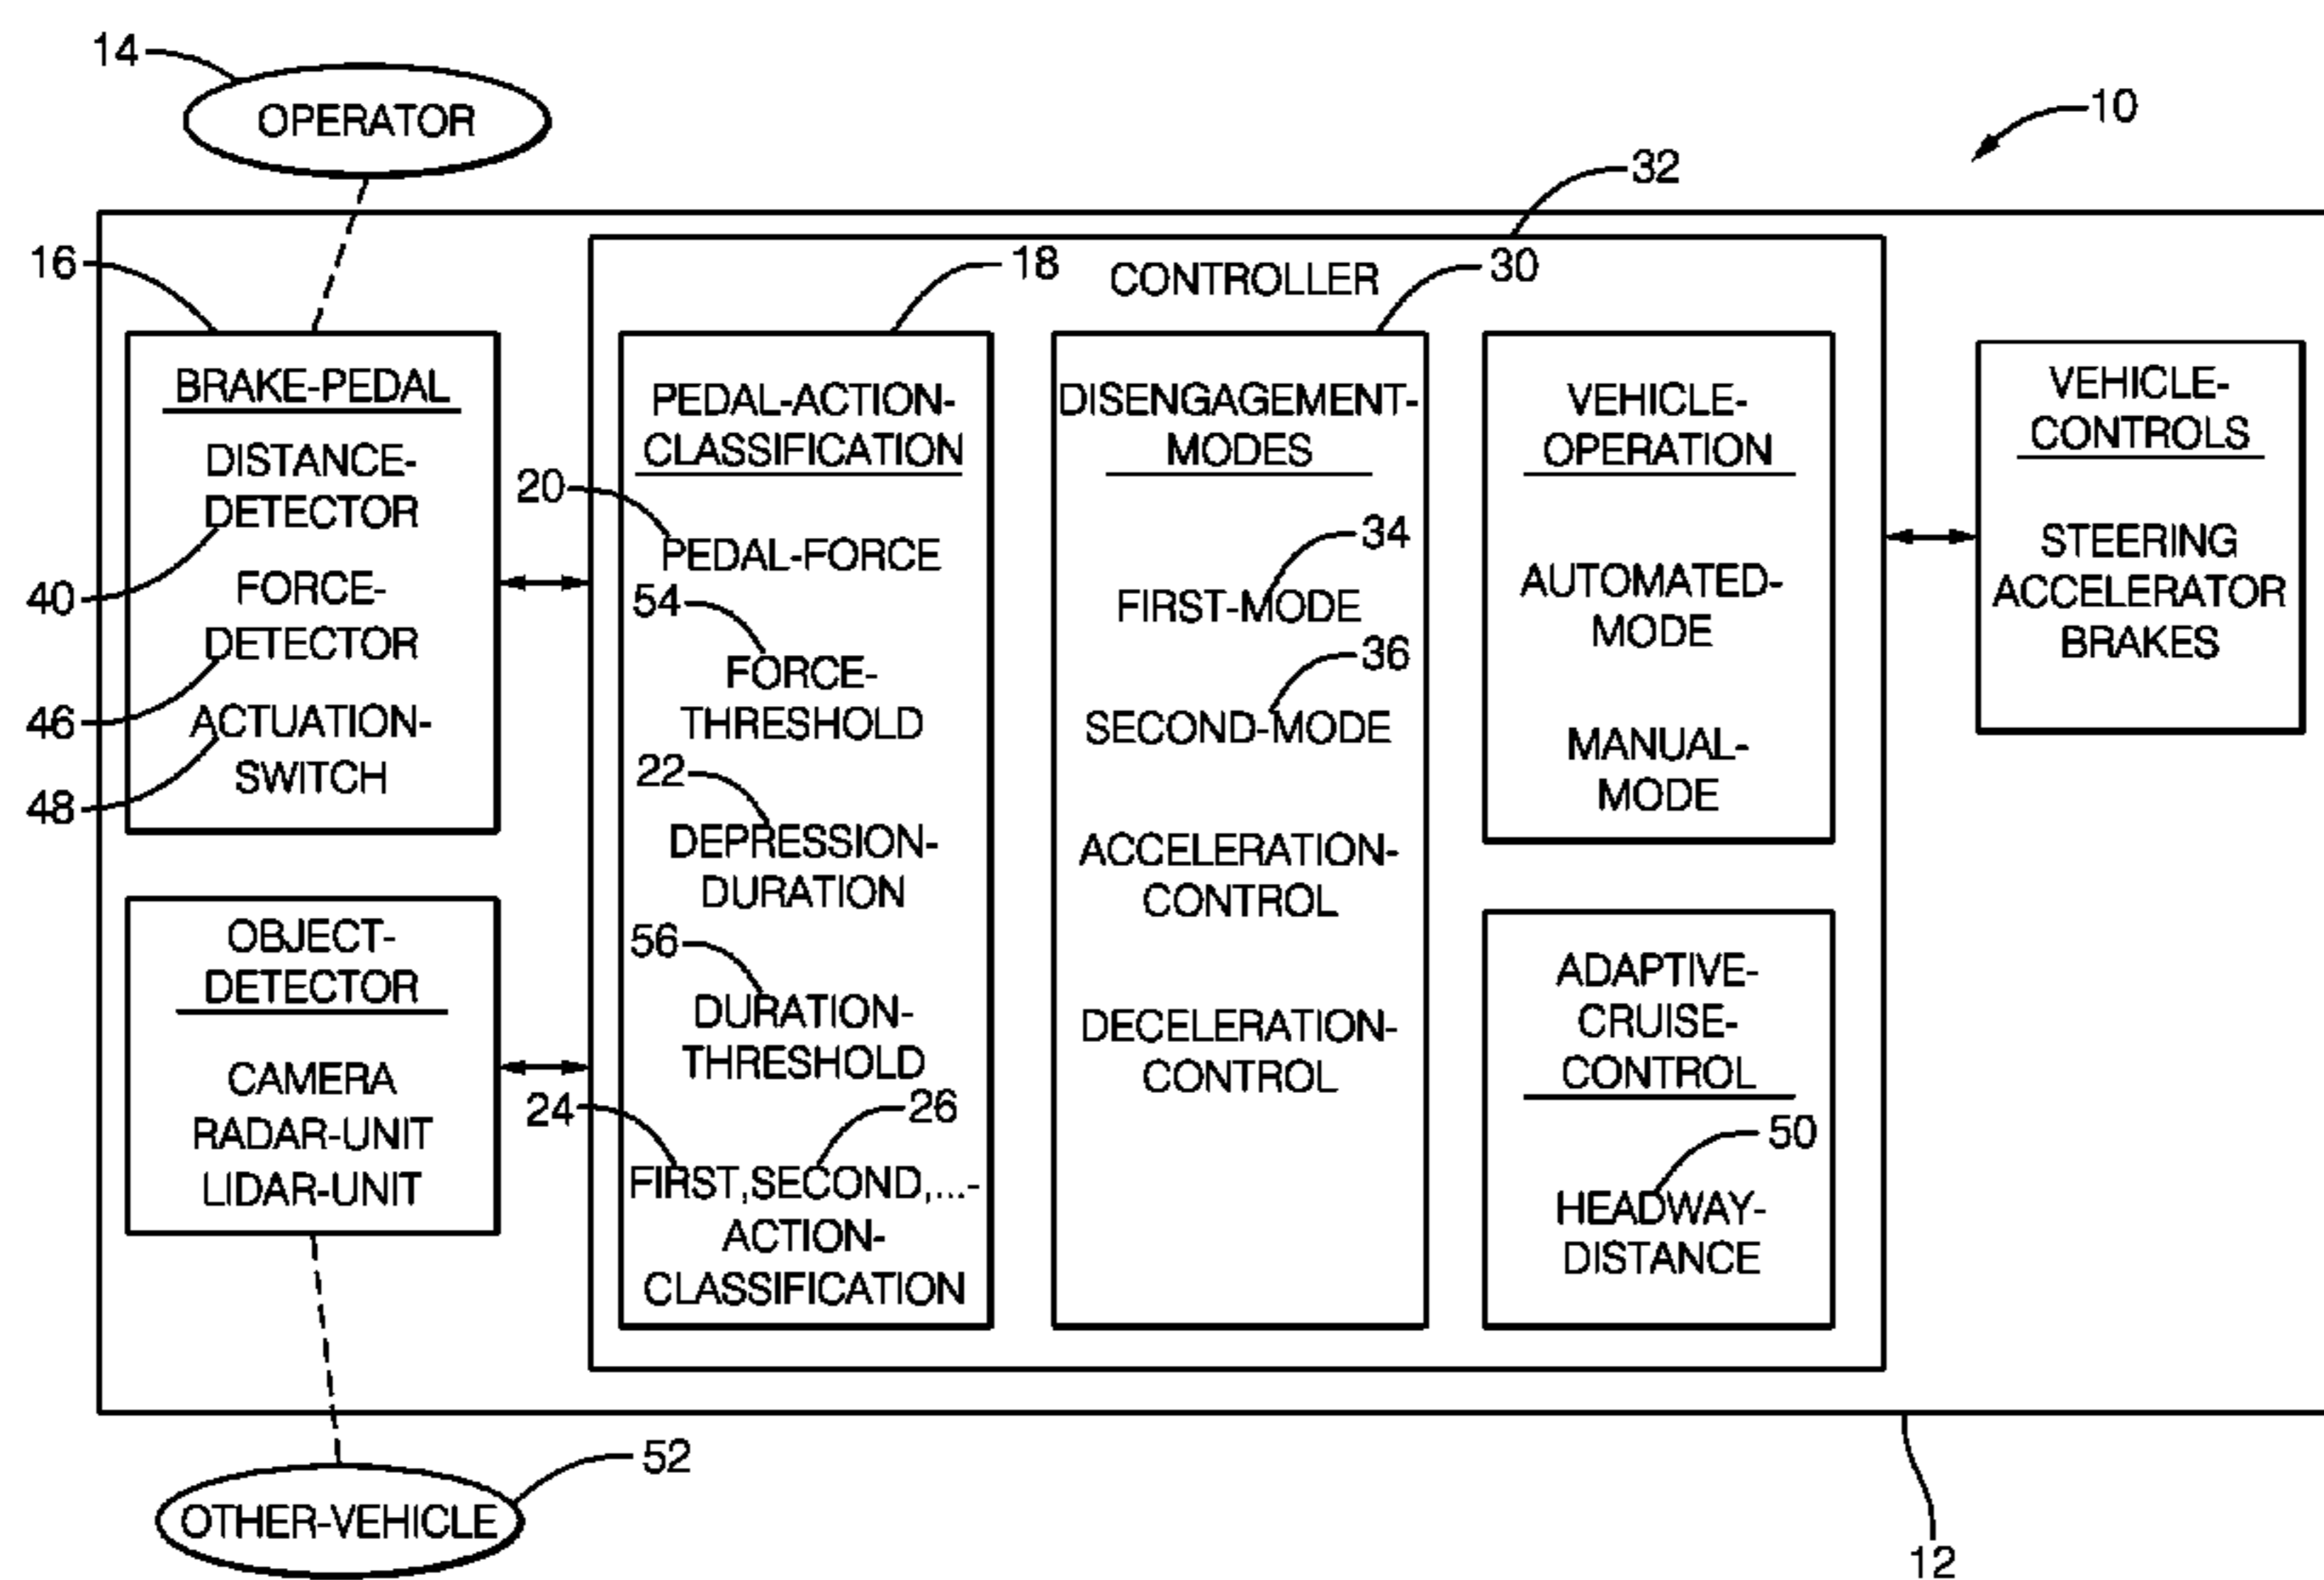 14
OPERATOR
10
32
16
18
CONTROLLER
30
BRAKE-PEDAL
DISTANCE-
DETECTOR
40
FORCE-
DETECTOR
46
ACTUATION-
SWITCH
48
OBJECT-
DETECTOR
CAMERA
RADAR-UNIT
LIDAR-UNIT
PEDAL-ACTION-
CLASSIFICATION
20
PEDAL-FORCE
54
FORCE-
THRESHOLD
22
DEPRESSION-
DURATION
56
DURATION-
THRESHOLD
24
26
FIRST,SECOND,...-
ACTION-
CLASSIFICATION
DISENGAGEMENT-
MODES
34
FIRST-MODE
36
SECOND-MODE
ACCELERATION-
CONTROL
DECELERATION-
CONTROL
VEHICLE-
OPERATION
AUTOMATED-
MODE
MANUAL-
MODE
ADAPTIVE-
CRUISE-
CONTROL
50
HEADWAY-
DISTANCE
VEHICLE-
CONTROLS
STEERING
ACCELERATOR
BRAKES
52
OTHER-VEHICLE
12